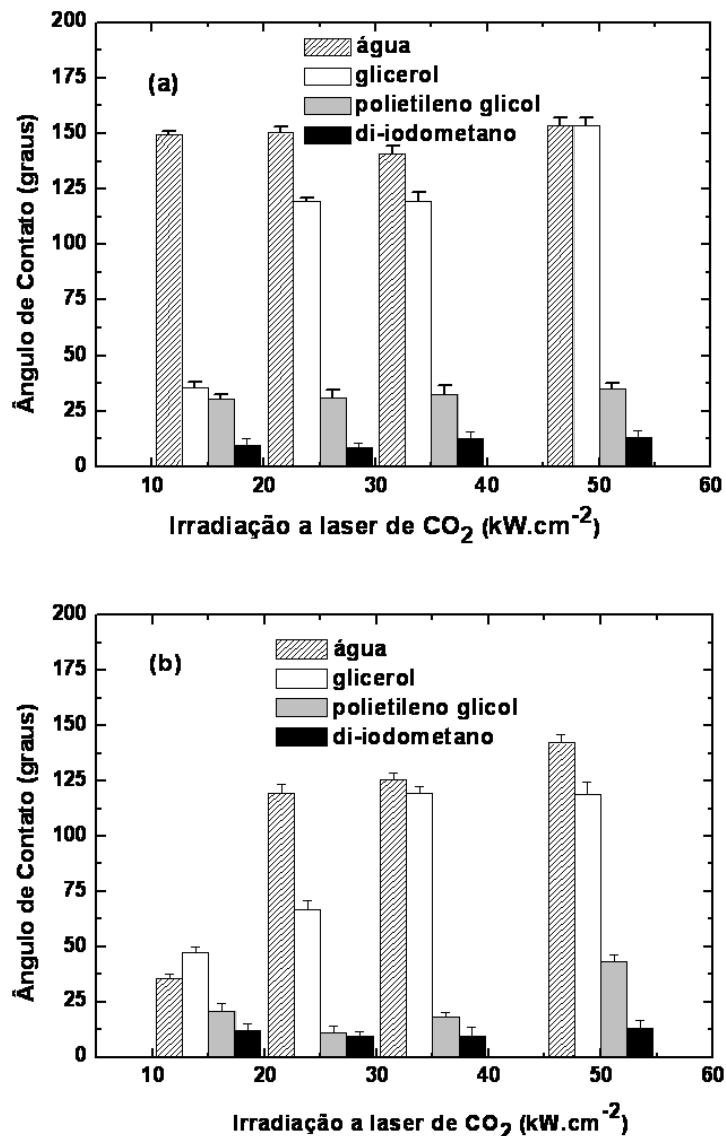 200
175
150
125
100
75
50
25
0
Ângulo de Contato (graus)
(a)
água
glicerol
polietileno glicol
di-iodometano
10 20 30 40 50 60
Irradiação a laser de CO2 (kW.cm-2)
200
175
150
125
100
75
50
25
0
Ângulo de Contato (graus)
(b)
água
glicerol
polietileno glicol
di-iodometano
10 20 30 40 50 60
Irradiação a laser de CO2 (kW.cm-2)